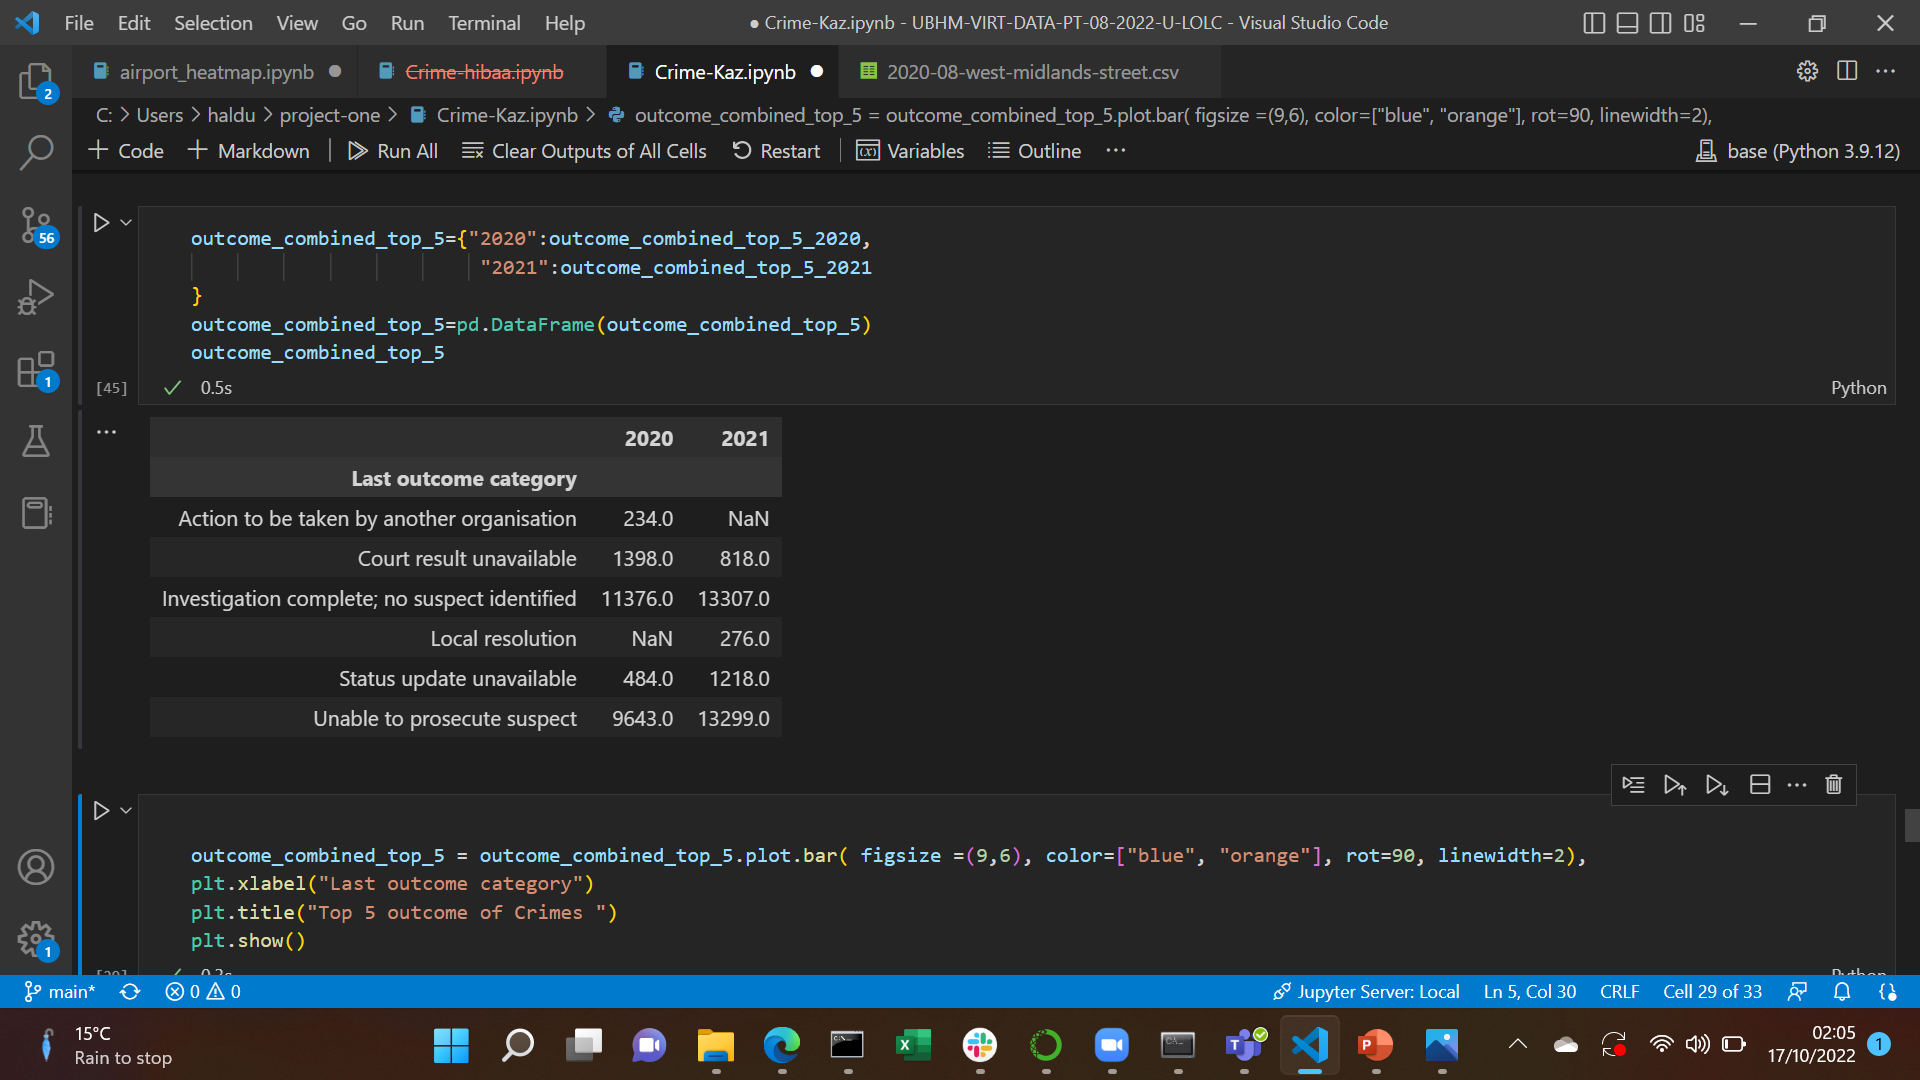 File Edit Selection View Go Run Terminal Help
● Crime-Kaz.ipynb - UBHM-VIRT-DATA-PT-08-2022-U-LOLC - Visual Studio Code
airport_heatmap.ipynb Crime-hibaa.ipynb Crime-Kaz.ipynb 2020-08-west-midlands-street.csv
C: > Users > haldu > project-one > Crime-Kaz.ipynb > outcome_combined_top_5 = outcome_combined_top_5.plot.bar( figsize =(9,6), color=["blue", "orange"], rot=90, linewidth=2),
+ Code + Markdown Run All Clear Outputs of All Cells Restart Variables Outline ···
base (Python 3.9.12)
outcome_combined_top_5={"2020":outcome_combined_top_5_2020,
"2021":outcome_combined_top_5_2021
}
outcome_combined_top_5=pd.DataFrame(outcome_combined_top_5)
outcome_combined_top_5
[45] 0.5s Python
2020 2021
Last outcome category
Action to be taken by another organisation 234.0 NaN
Court result unavailable 1398.0 818.0
Investigation complete; no suspect identified 11376.0 13307.0
Local resolution NaN 276.0
Status update unavailable 484.0 1218.0
Unable to prosecute suspect 9643.0 13299.0
outcome_combined_top_5 = outcome_combined_top_5.plot.bar( figsize =(9,6), color=["blue", "orange"], rot=90, linewidth=2),
plt.xlabel("Last outcome category")
plt.title("Top 5 outcome of Crimes ")
plt.show()
Python
2
56
1
1
main* 0 0 Jupyter Server: Local Ln 5, Col 30 CRLF Cell 29 of 33
15°C
Rain to stop
02:05
17/10/2022
1